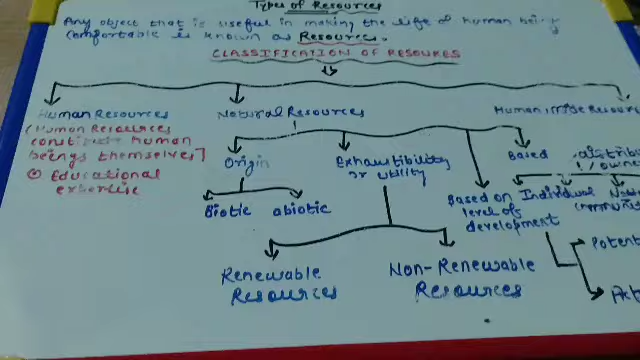 Types of Resources
Any object that is useful in making the life of human being
comfortable is known as Resources.
CLASSIFICATION OF RESOURES
Human Resources
(Human Resources
human
beings themselves]
Educational
expertise
Natural Resources
Human made
Origin
Exhaustibility
or utility
Based
Biotic
abiotic
Based on
level of
development
Individual
Renewable
Resources
Non-Renewable
Resources